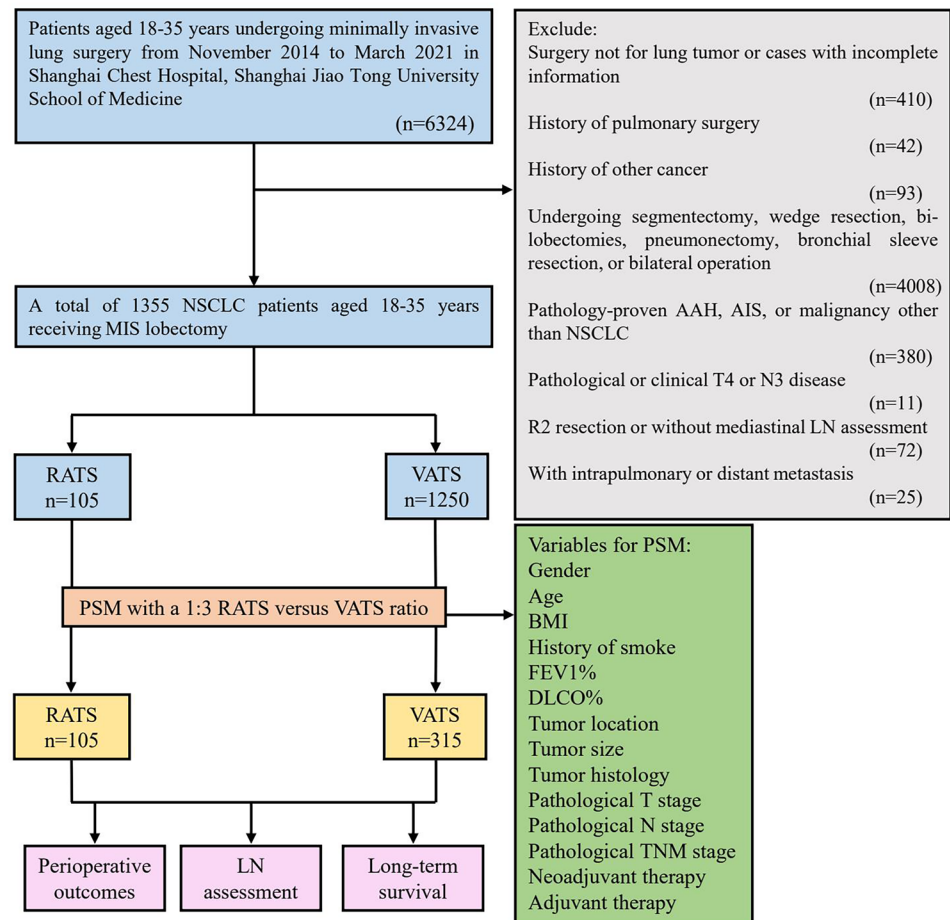 Patients aged 18-35 years undergoing minimally invasive
lung surgery from November 2014 to March 2021 in
Shanghai Chest Hospital, Shanghai Jiao Tong University
School of Medicine
(n=6324)
Exclude:
Surgery not for lung tumor or cases with incomplete
information
(n=410)
History of pulmonary surgery
(n=42)
History of other cancer
(n=93)
Undergoing segmentectomy, wedge resection, bi-
lobectomies, pneumonectomy, bronchial sleeve
resection, or bilateral operation
(n=4008)
Pathology-proven AAH, AIS, or malignancy other
than NSCLC
(n=380)
Pathological or clinical T4 or N3 disease
(n=11)
R2 resection or without mediastinal LN assessment
(n=72)
With intrapulmonary or distant metastasis
(n=25)
A total of 1355 NSCLC patients aged 18-35 years
receiving MIS lobectomy
RATS
n=105
VATS
n=1250
PSM with a 1:3 RATS versus VATS ratio
Variables for PSM:
Gender
Age
BMI
History of smoke
FEV1%
DLCO%
Tumor location
Tumor size
Tumor histology
Pathological T stage
Pathological N stage
Pathological TNM stage
Neoadjuvant therapy
Adjuvant therapy
RATS
n=105
VATS
n=315
Perioperative
outcomes
LN
assessment
Long-term
survival